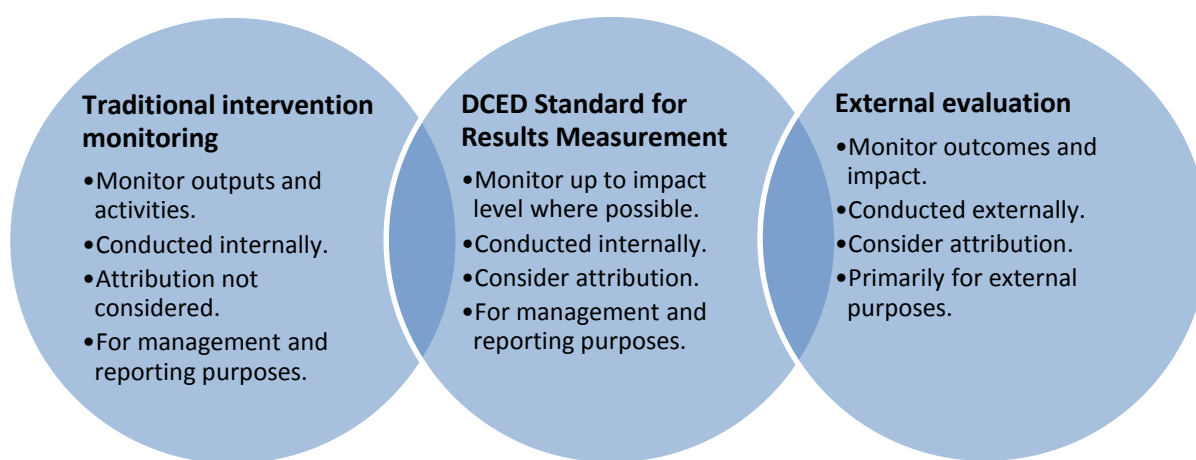 Traditional intervention
monitoring
•Monitor outputs and
activities.
•Conducted internally.
•Attribution not
considered.
•For management and
reporting purposes.
DCED Standard for
Results Measurement
•Monitor up to impact
level where possible.
•Conducted internally.
•Consider attribution.
•For management and
reporting purposes.
External evaluation
•Monitor outcomes and
impact.
•Conducted externally.
•Consider attribution.
•Primarily for external
purposes.